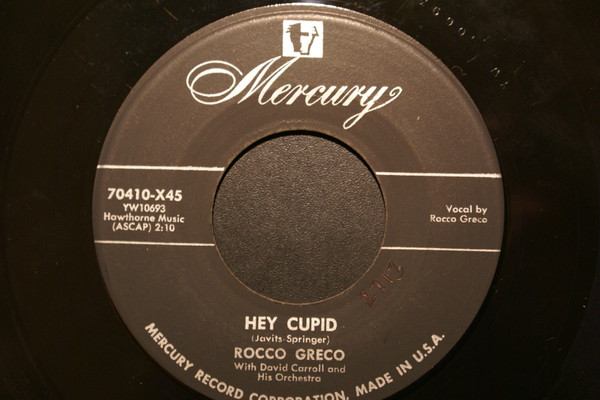 Mercury
70410-X45
YW10693
Hawthorne Music
(ASCAP) 2:10
Vocal by
Rocco Greco
HEY CUPID
(Javits-Springer)
ROCCO GRECO
With David Carroll and
His Orchestra
MERCURY RECORD CORPORATION, MADE IN U.S.A.